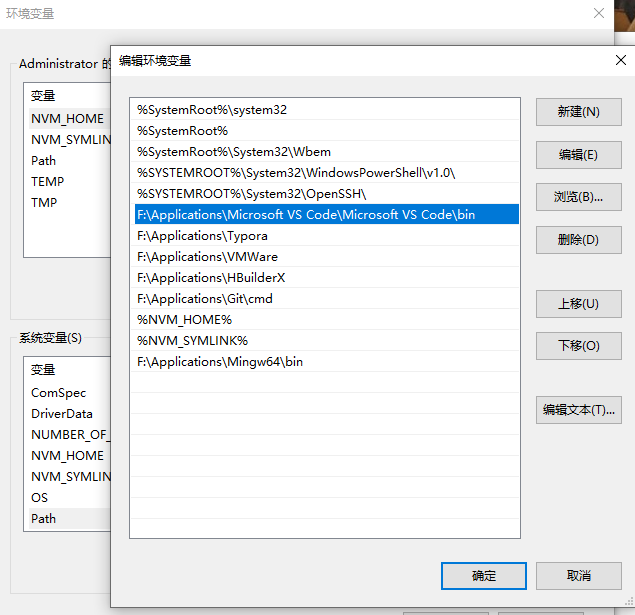 环境变量
Administrator 的
变量
NVM_HOME
NVM_SYMLIN
Path
TEMP
TMP
系统变量(S)
变量
ComSpec
DriverData
NUMBER_OF_
NVM_HOME
NVM_SYMLIN
OS
Path
编辑环境变量
%SystemRoot%\system32
%SystemRoot%
%SystemRoot%\System32\Wbem
%SYSTEMROOT%\System32\WindowsPowerShell\v1.0\
%SYSTEMROOT%\System32\OpenSSH\
F:\Applications\Microsoft VS Code\Microsoft VS Code\bin
F:\Applications\Typora
F:\Applications\VMWare
F:\Applications\HBuilderX
F:\Applications\Git\cmd
%NVM_HOME%
%NVM_SYMLINK%
F:\Applications\Mingw64\bin
新建(N)
编辑(E)
浏览(B)...
删除(D)
上移(U)
下移(O)
编辑文本(T)...
确定
取消